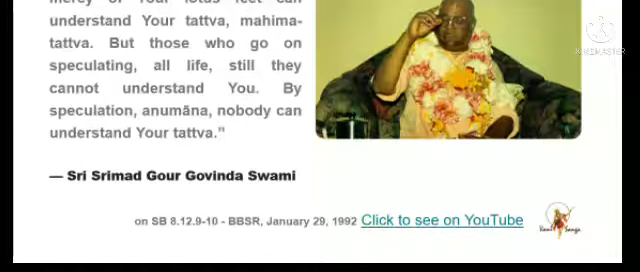 mercy of Your lotus feet can
understand Your tattva, mahima-
tattva. But those who go on
speculating, all life, still they
cannot understand You. By
speculation, anumāna, nobody can
understand Your tattva."
— Sri Srimad Gour Govinda Swami
on SB 8.12.9-10 - BBSR, January 29, 1992 Click to see on YouTube
KINEMASTER